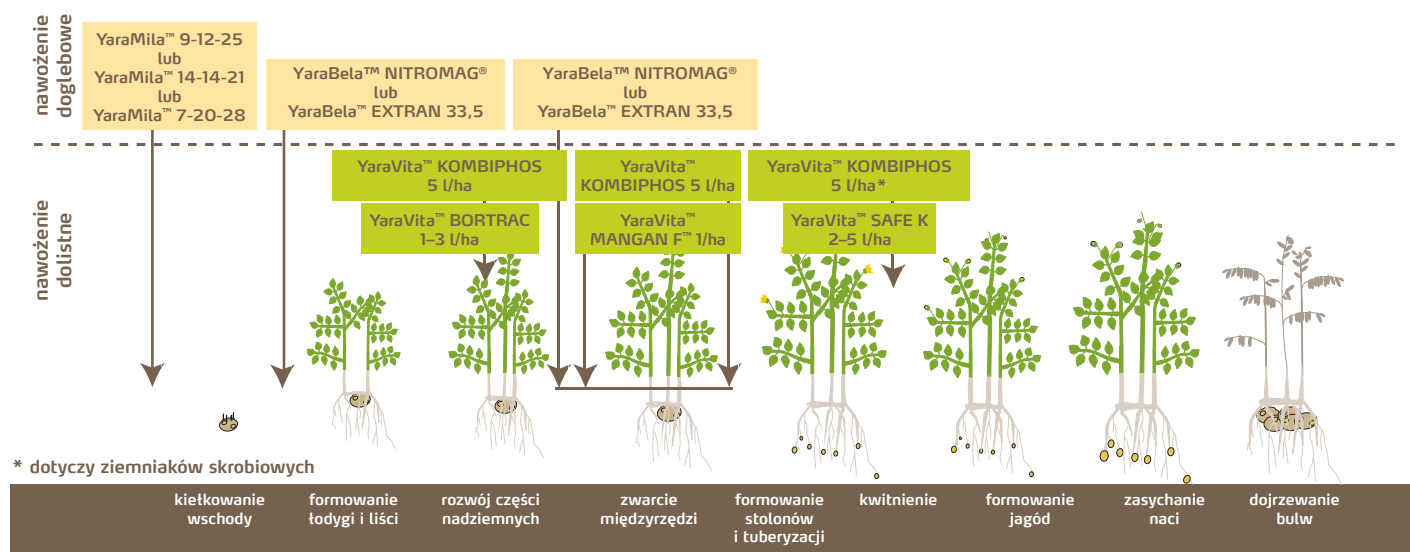 nawożenie
doglebowe
YaraMila™ 9-12-25
lub
YaraMila™ 14-14-21
lub
YaraMila™ 7-20-28
YaraBela™ NITROMAG®
lub
YaraBela™ EXTRAN 33,5
YaraBela™ NITROMAG®
lub
YaraBela™ EXTRAN 33,5
nawożenie
dolistne
YaraVita™ KOMBIPHOS
5 l/ha
YaraVita™ BORTRAC
1–3 l/ha
YaraVita™
KOMBIPHOS 5 l/ha
YaraVita™
MANGAN F™ 1/ha
YaraVita™ KOMBIPHOS
5 l/ha*
YaraVita™ SAFE K
2–5 l/ha
* dotyczy ziemniaków skrobiowych
kiełkowanie
wschody
formowanie
łodygi i liści
rozwój części
nadziemnych
zwarcie
międzyrzędzi
formowanie
stolonów
i tuberyzacji
kwitnienie
formowanie
jagód
zasychanie
naci
dojrzewanie
bulw